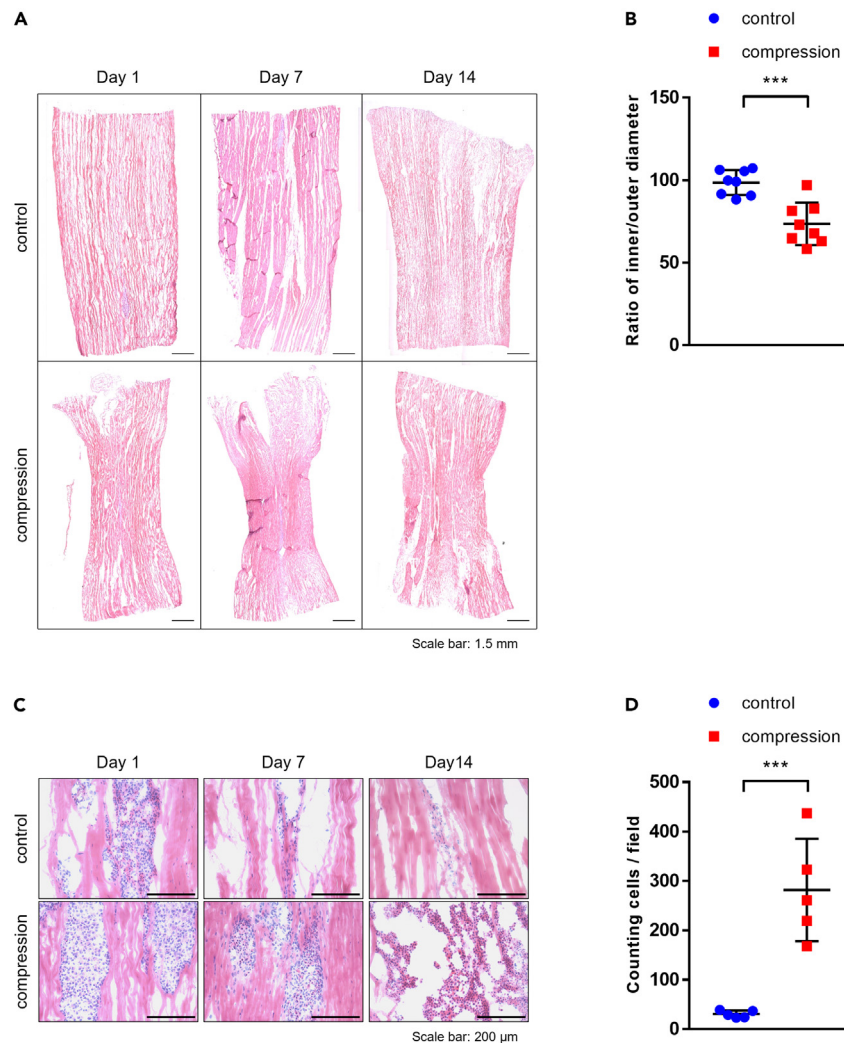 A
Day 1 Day 7 Day 14
control
compression
Scale bar: 1.5 mm
B
control
compression
***
Ratio of inner/outer diameter
150
100
50
0
C
Day 1 Day 7 Day14
control
compression
Scale bar: 200 μm
D
control
compression
***
Counting cells / field
500
400
300
200
100
0